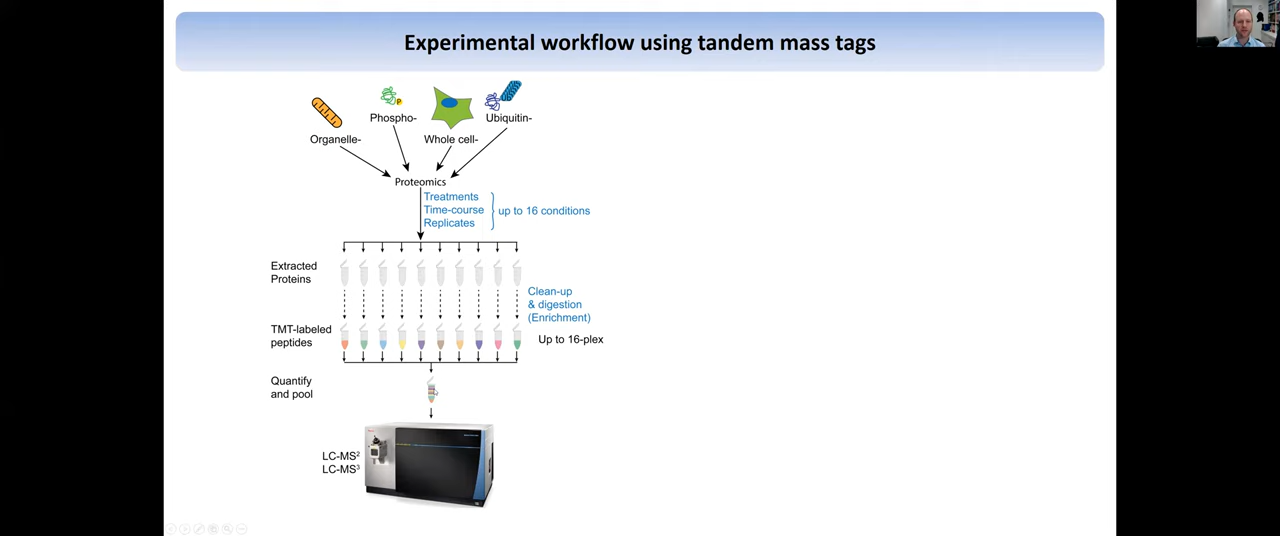 Experimental workflow using tandem mass tags
Phospho-
P
Ubiquitin-
Organelle-
Whole cell-
Proteomics
Treatments
Time-course
Replicates
up to 16 conditions
Extracted
Proteins
Clean-up
& digestion
(Enrichment)
TMT-labeled
peptides
Up to 16-plex
Quantify
and pool
LC-MS²
LC-MS³